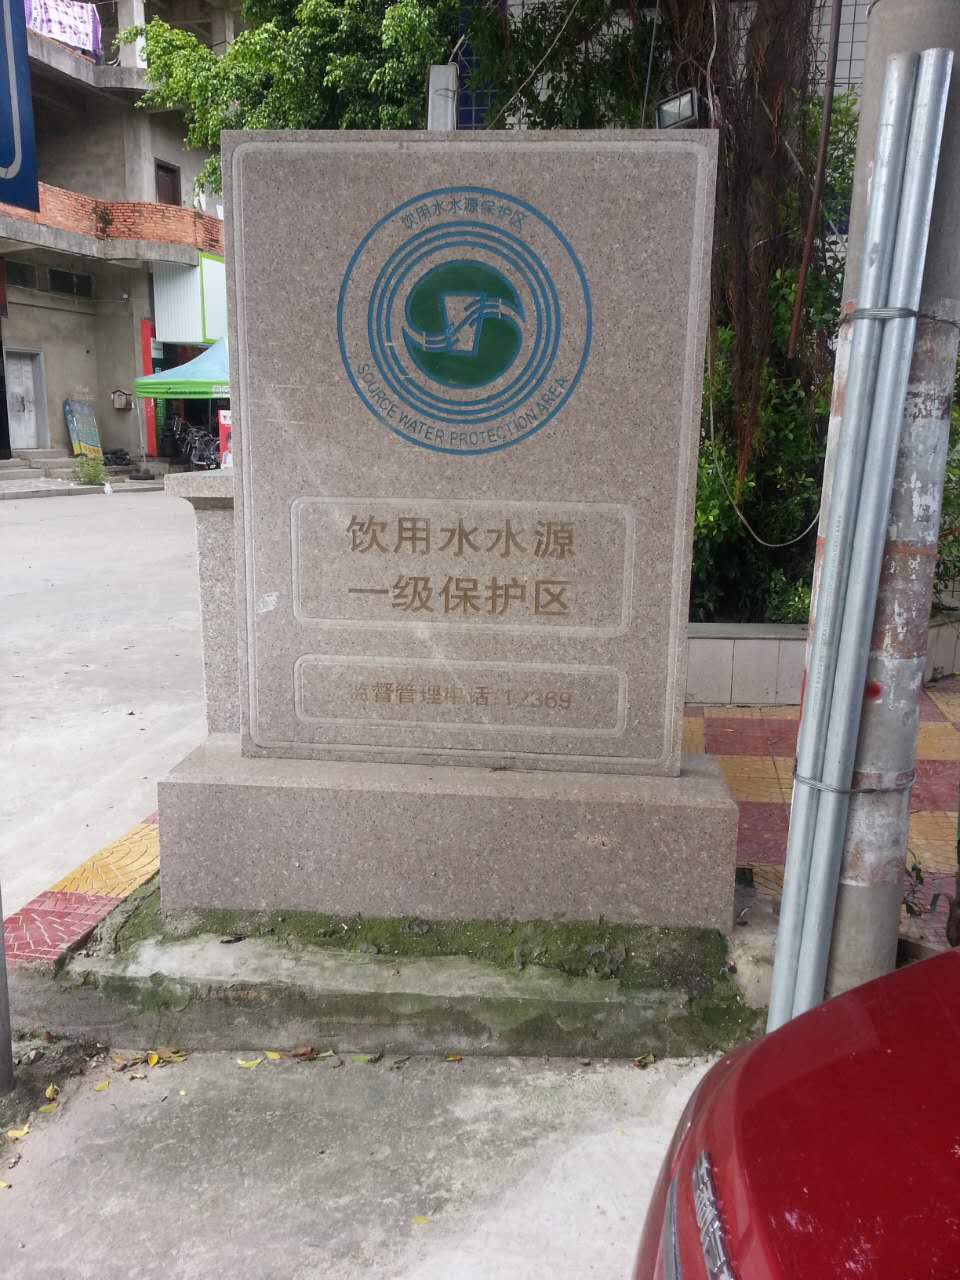 饮用水水源保护区
SOURCE WATER PROTECTION AREA
饮用水水源
一级保护区
监督管理电话:12369